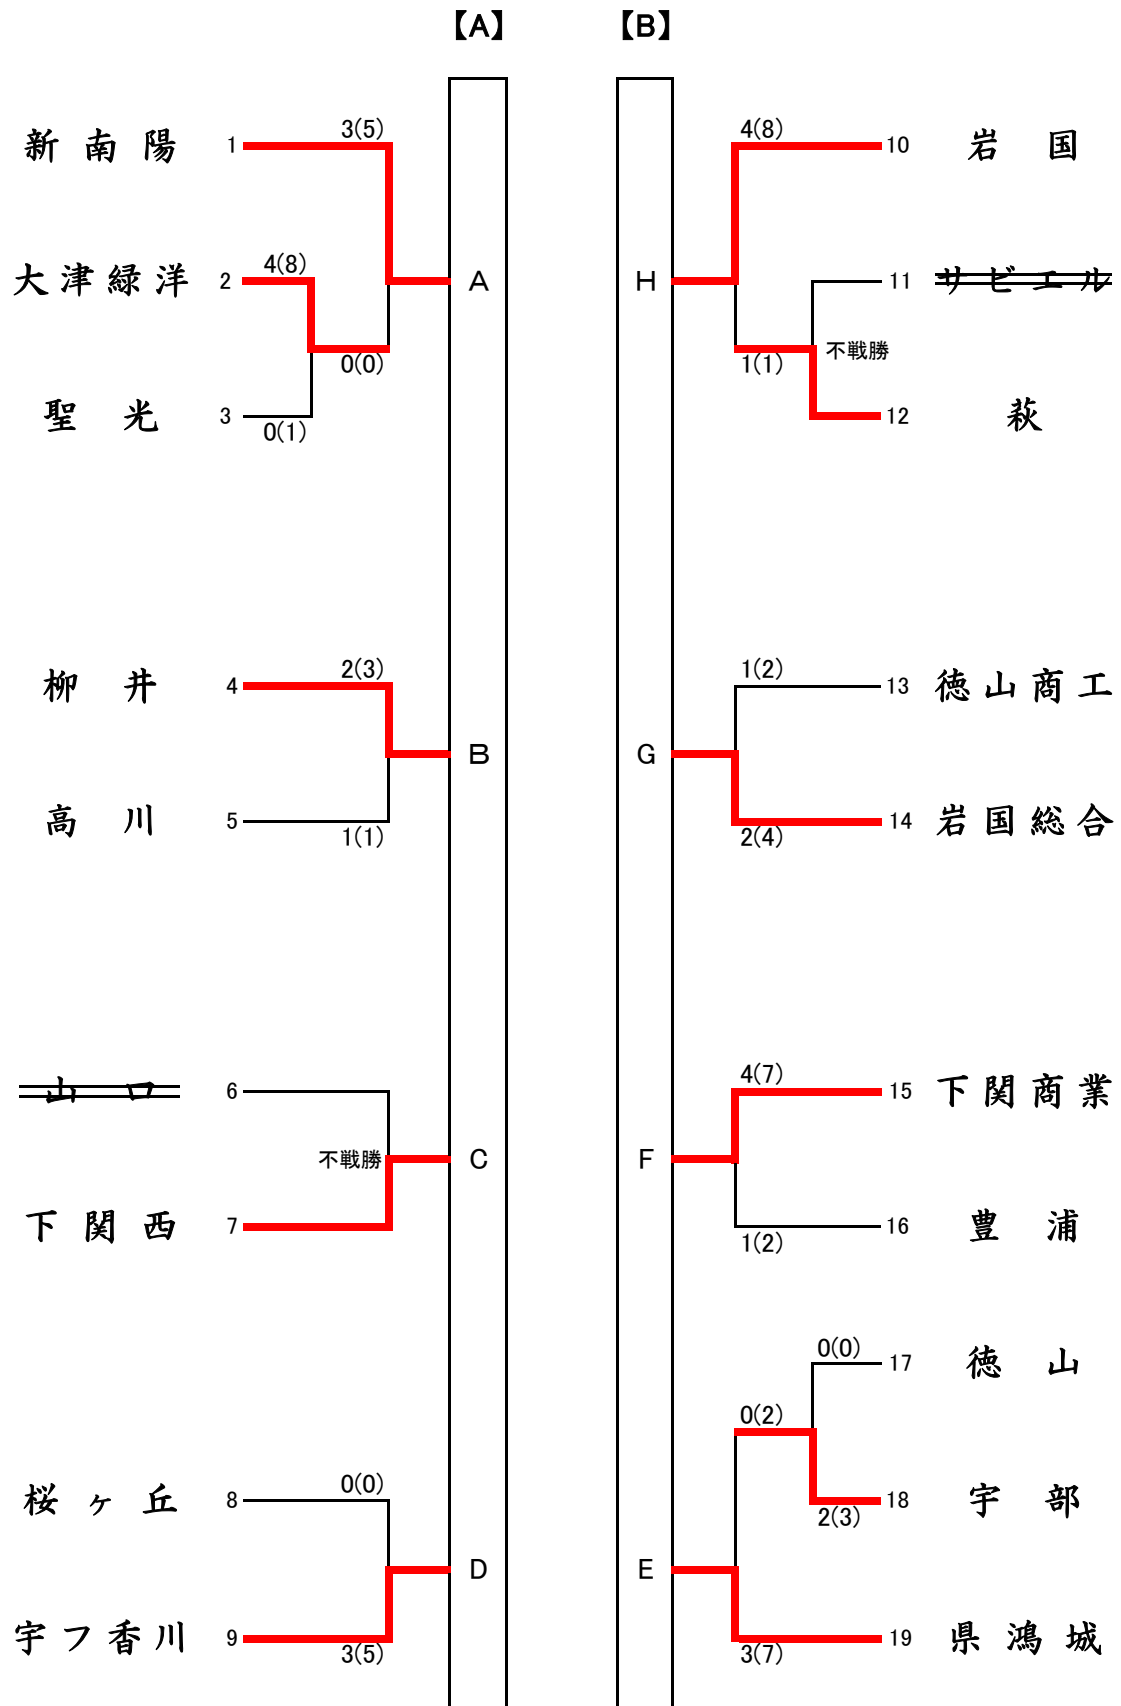 【A】 【B】
新南陽 1 3(5)
大津緑洋 2 4(8)
A
0(0)
聖光 3 0(1)
柳井 4 2(3)
B
高川 5 1(1)
山口 6
不戦勝 C
下関西 7
桜ヶ丘 8 0(0)
D
宇フ香川 9 3(5)
4(8) 10 岩国
H
11 サビエル
不戦勝
1(1)
12 萩
1(2) 13 徳山商工
G
2(4) 14 岩国総合
4(7) 15 下関商業
F
1(2) 16 豊浦
0(0) 17 徳山
0(2)
2(3) 18 宇部
E
3(7) 19 県鴻城